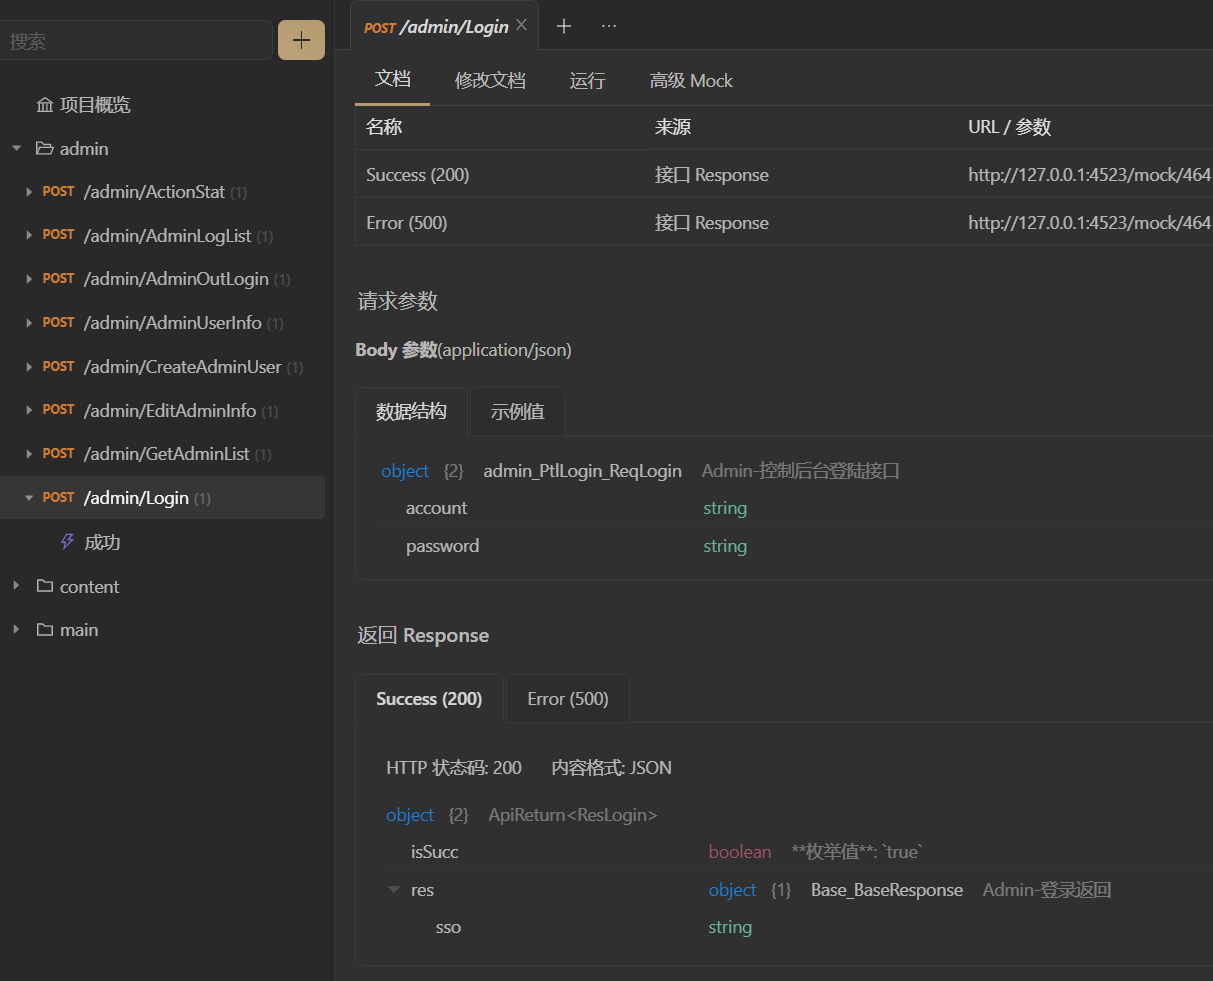 搜索
项目概览
admin
POST /admin/ActionStat (1)
POST /admin/AdminLogList (1)
POST /admin/AdminOutLogin (1)
POST /admin/AdminUserInfo (1)
POST /admin/CreateAdminUser (1)
POST /admin/EditAdminInfo (1)
POST /admin/GetAdminList (1)
POST /admin/Login (1)
成功
content
main
POST /admin/Login
文档 修改文档 运行 高级 Mock
名称 来源 URL / 参数
Success (200) 接口 Response http://127.0.0.1:4523/mock/464
Error (500) 接口 Response http://127.0.0.1:4523/mock/464
请求参数
Body 参数(application/json)
数据结构 示例值
object {2} admin_PtlLogin_ReqLogin Admin-控制后台登陆接口
account string
password string
返回 Response
Success (200) Error (500)
HTTP 状态码: 200 内容格式: JSON
object {2} ApiReturn<ResLogin>
isSucc boolean **枚举值**: `true`
res object {1} Base_BaseResponse Admin-登录返回
sso string